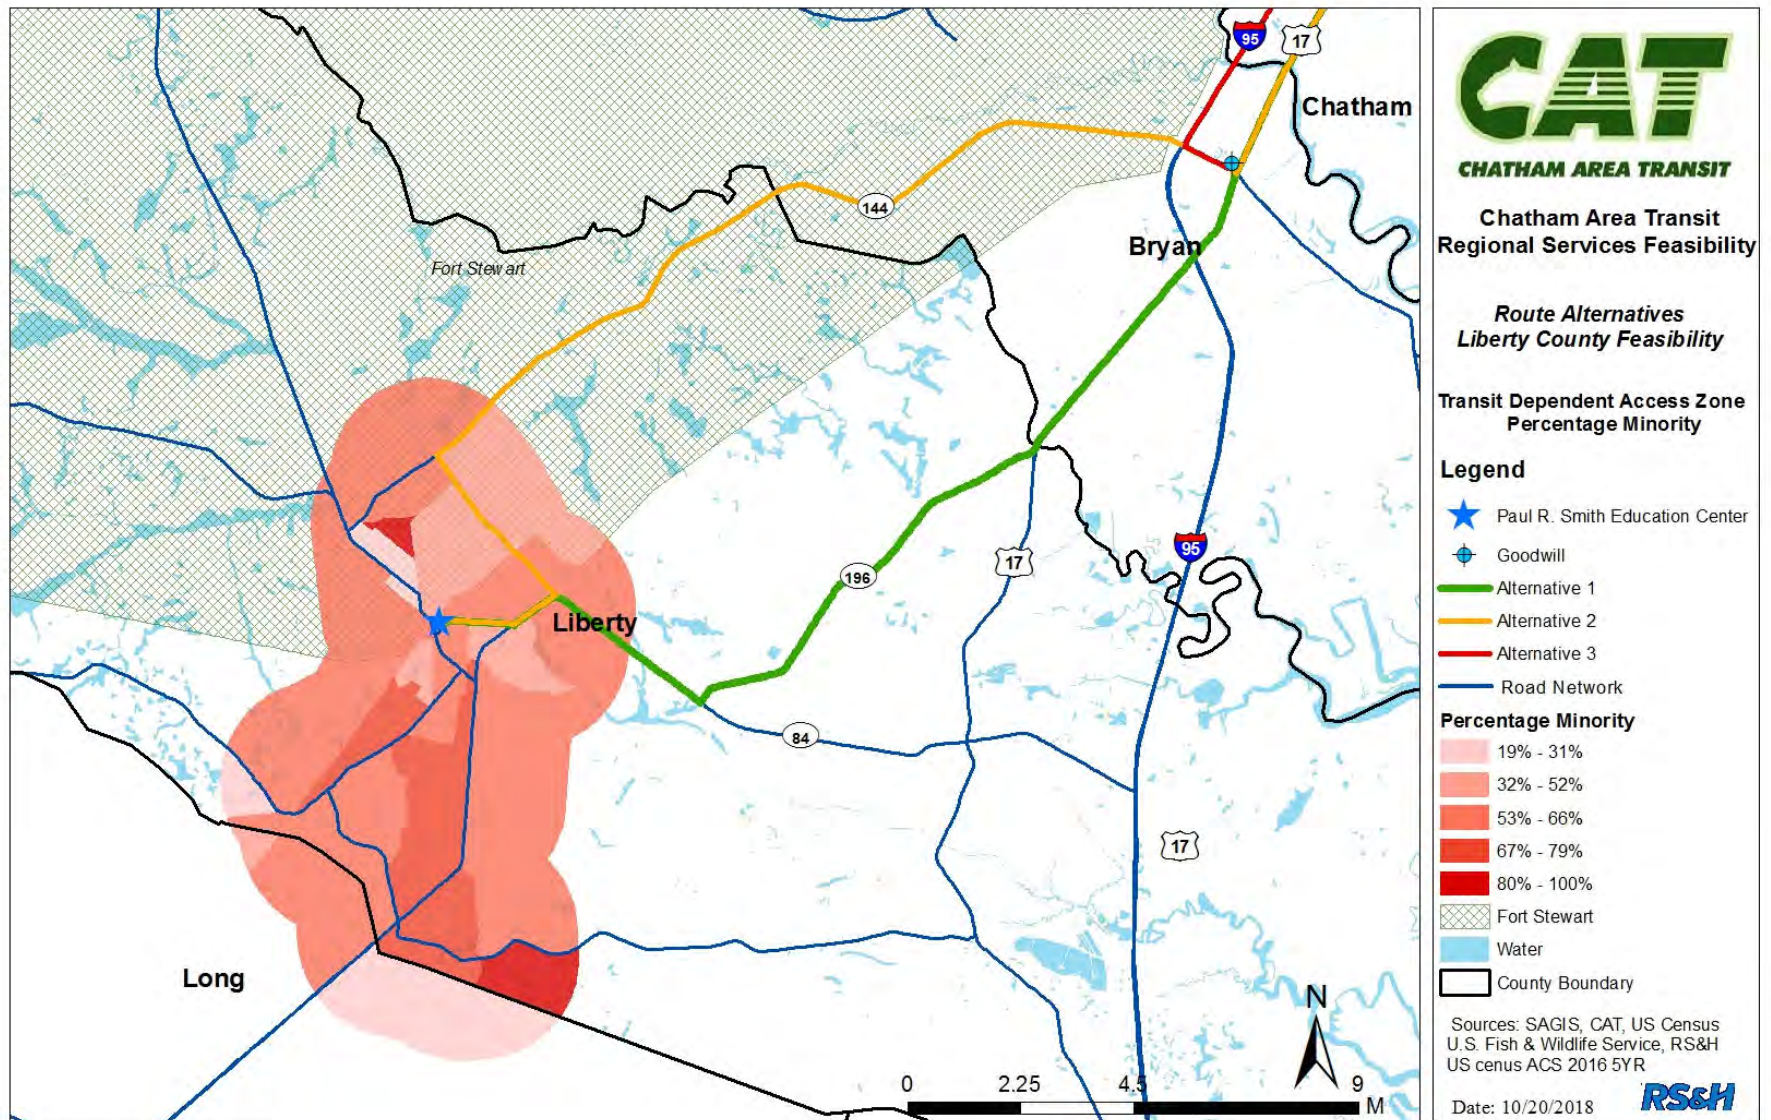 95
17
Chatham
144
Bryan
Fort Stewart
196
17
95
Liberty
84
17
Long
N
0 2.25 4.5 9
M
CAT
CHATHAM AREA TRANSIT
Chatham Area Transit
Regional Services Feasibility
Route Alternatives
Liberty County Feasibility
Transit Dependent Access Zone
Percentage Minority
Legend
Paul R. Smith Education Center
Goodwill
Alternative 1
Alternative 2
Alternative 3
Road Network
Percentage Minority
19% - 31%
32% - 52%
53% - 66%
67% - 79%
80% - 100%
Fort Stewart
Water
County Boundary
Sources: SAGIS, CAT, US Census
U.S. Fish & Wildlife Service, RS&H
US cenus ACS 2016 5YR
Date: 10/20/2018
RS&H